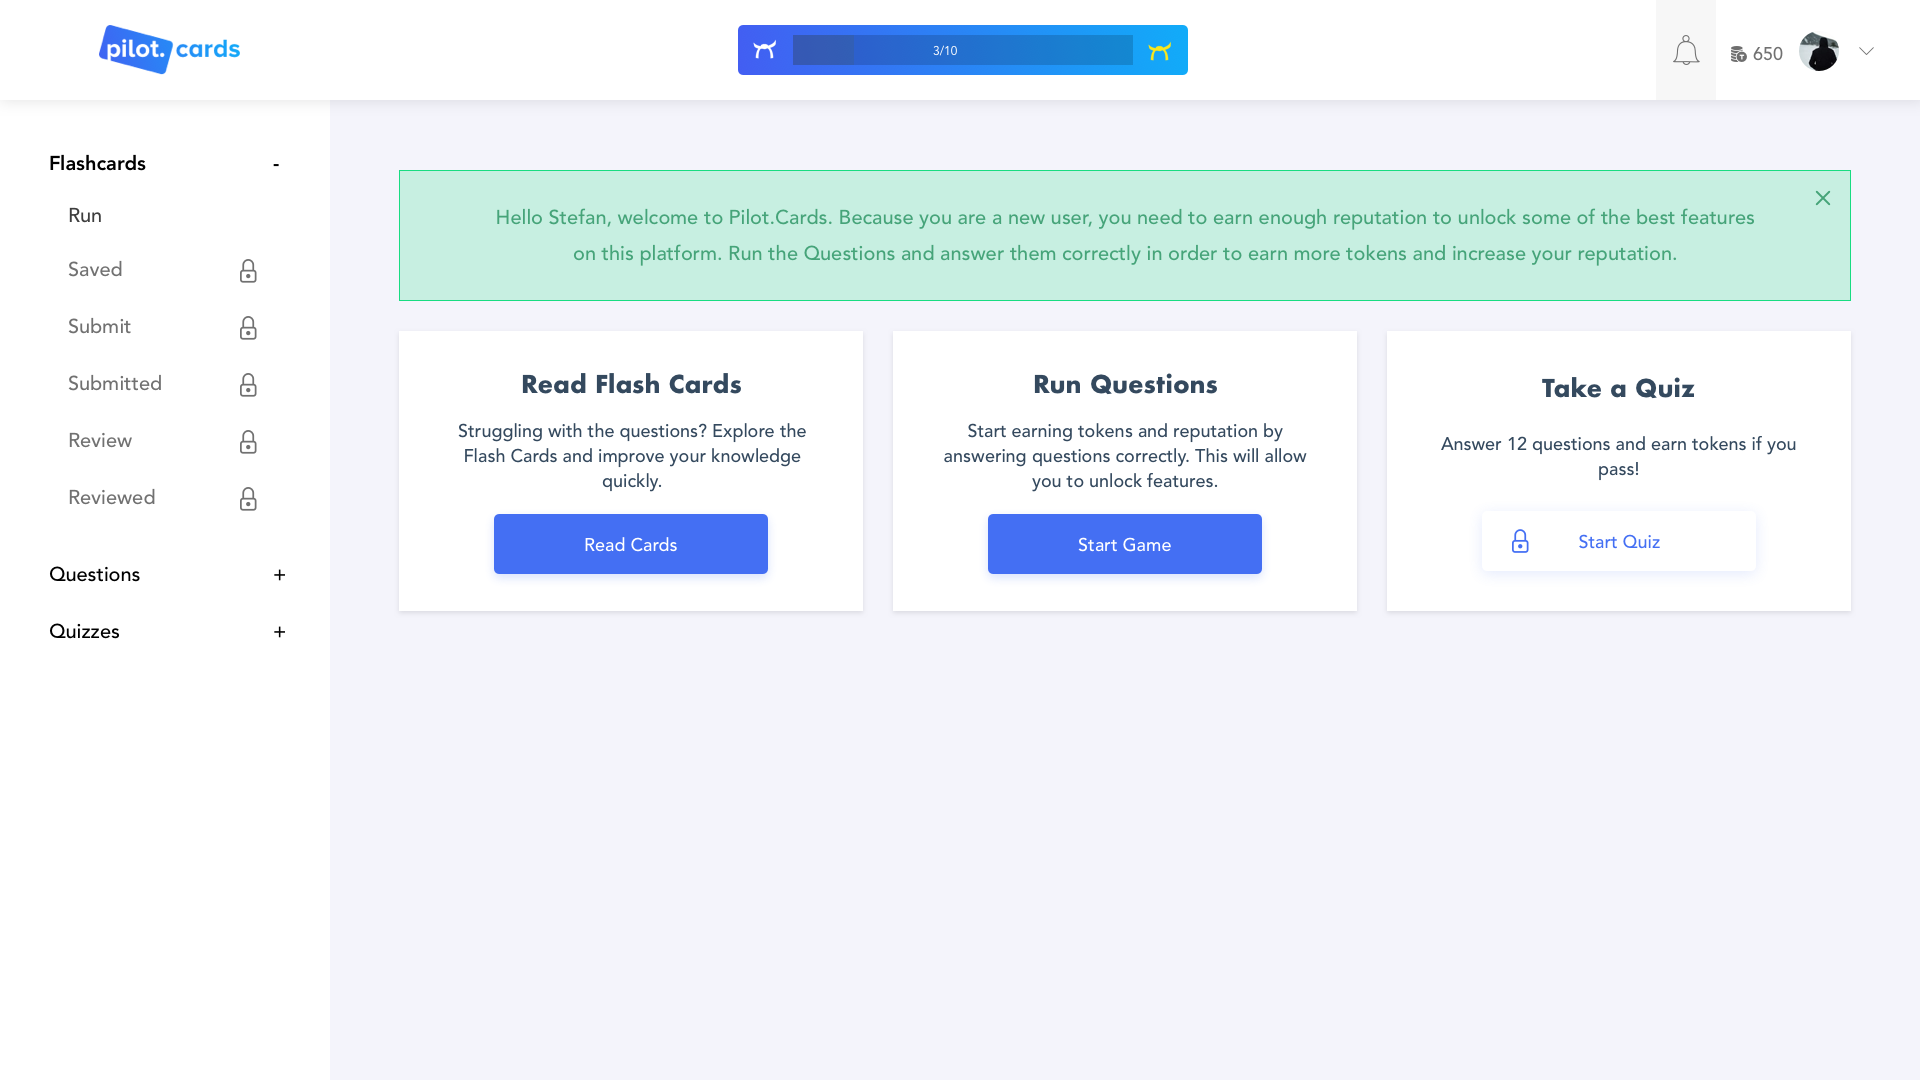 pilot. cards
3/10
650
Flashcards -
Run
Saved
Submit
Submitted
Review
Reviewed
Questions +
Quizzes +
Hello Stefan, welcome to Pilot.Cards. Because you are a new user, you need to earn enough reputation to unlock some of the best features
on this platform. Run the Questions and answer them correctly in order to earn more tokens and increase your reputation.
Read Flash Cards
Struggling with the questions? Explore the
Flash Cards and improve your knowledge
quickly.
Read Cards
Run Questions
Start earning tokens and reputation by
answering questions correctly. This will allow
you to unlock features.
Start Game
Take a Quiz
Answer 12 questions and earn tokens if you
pass!
Start Quiz